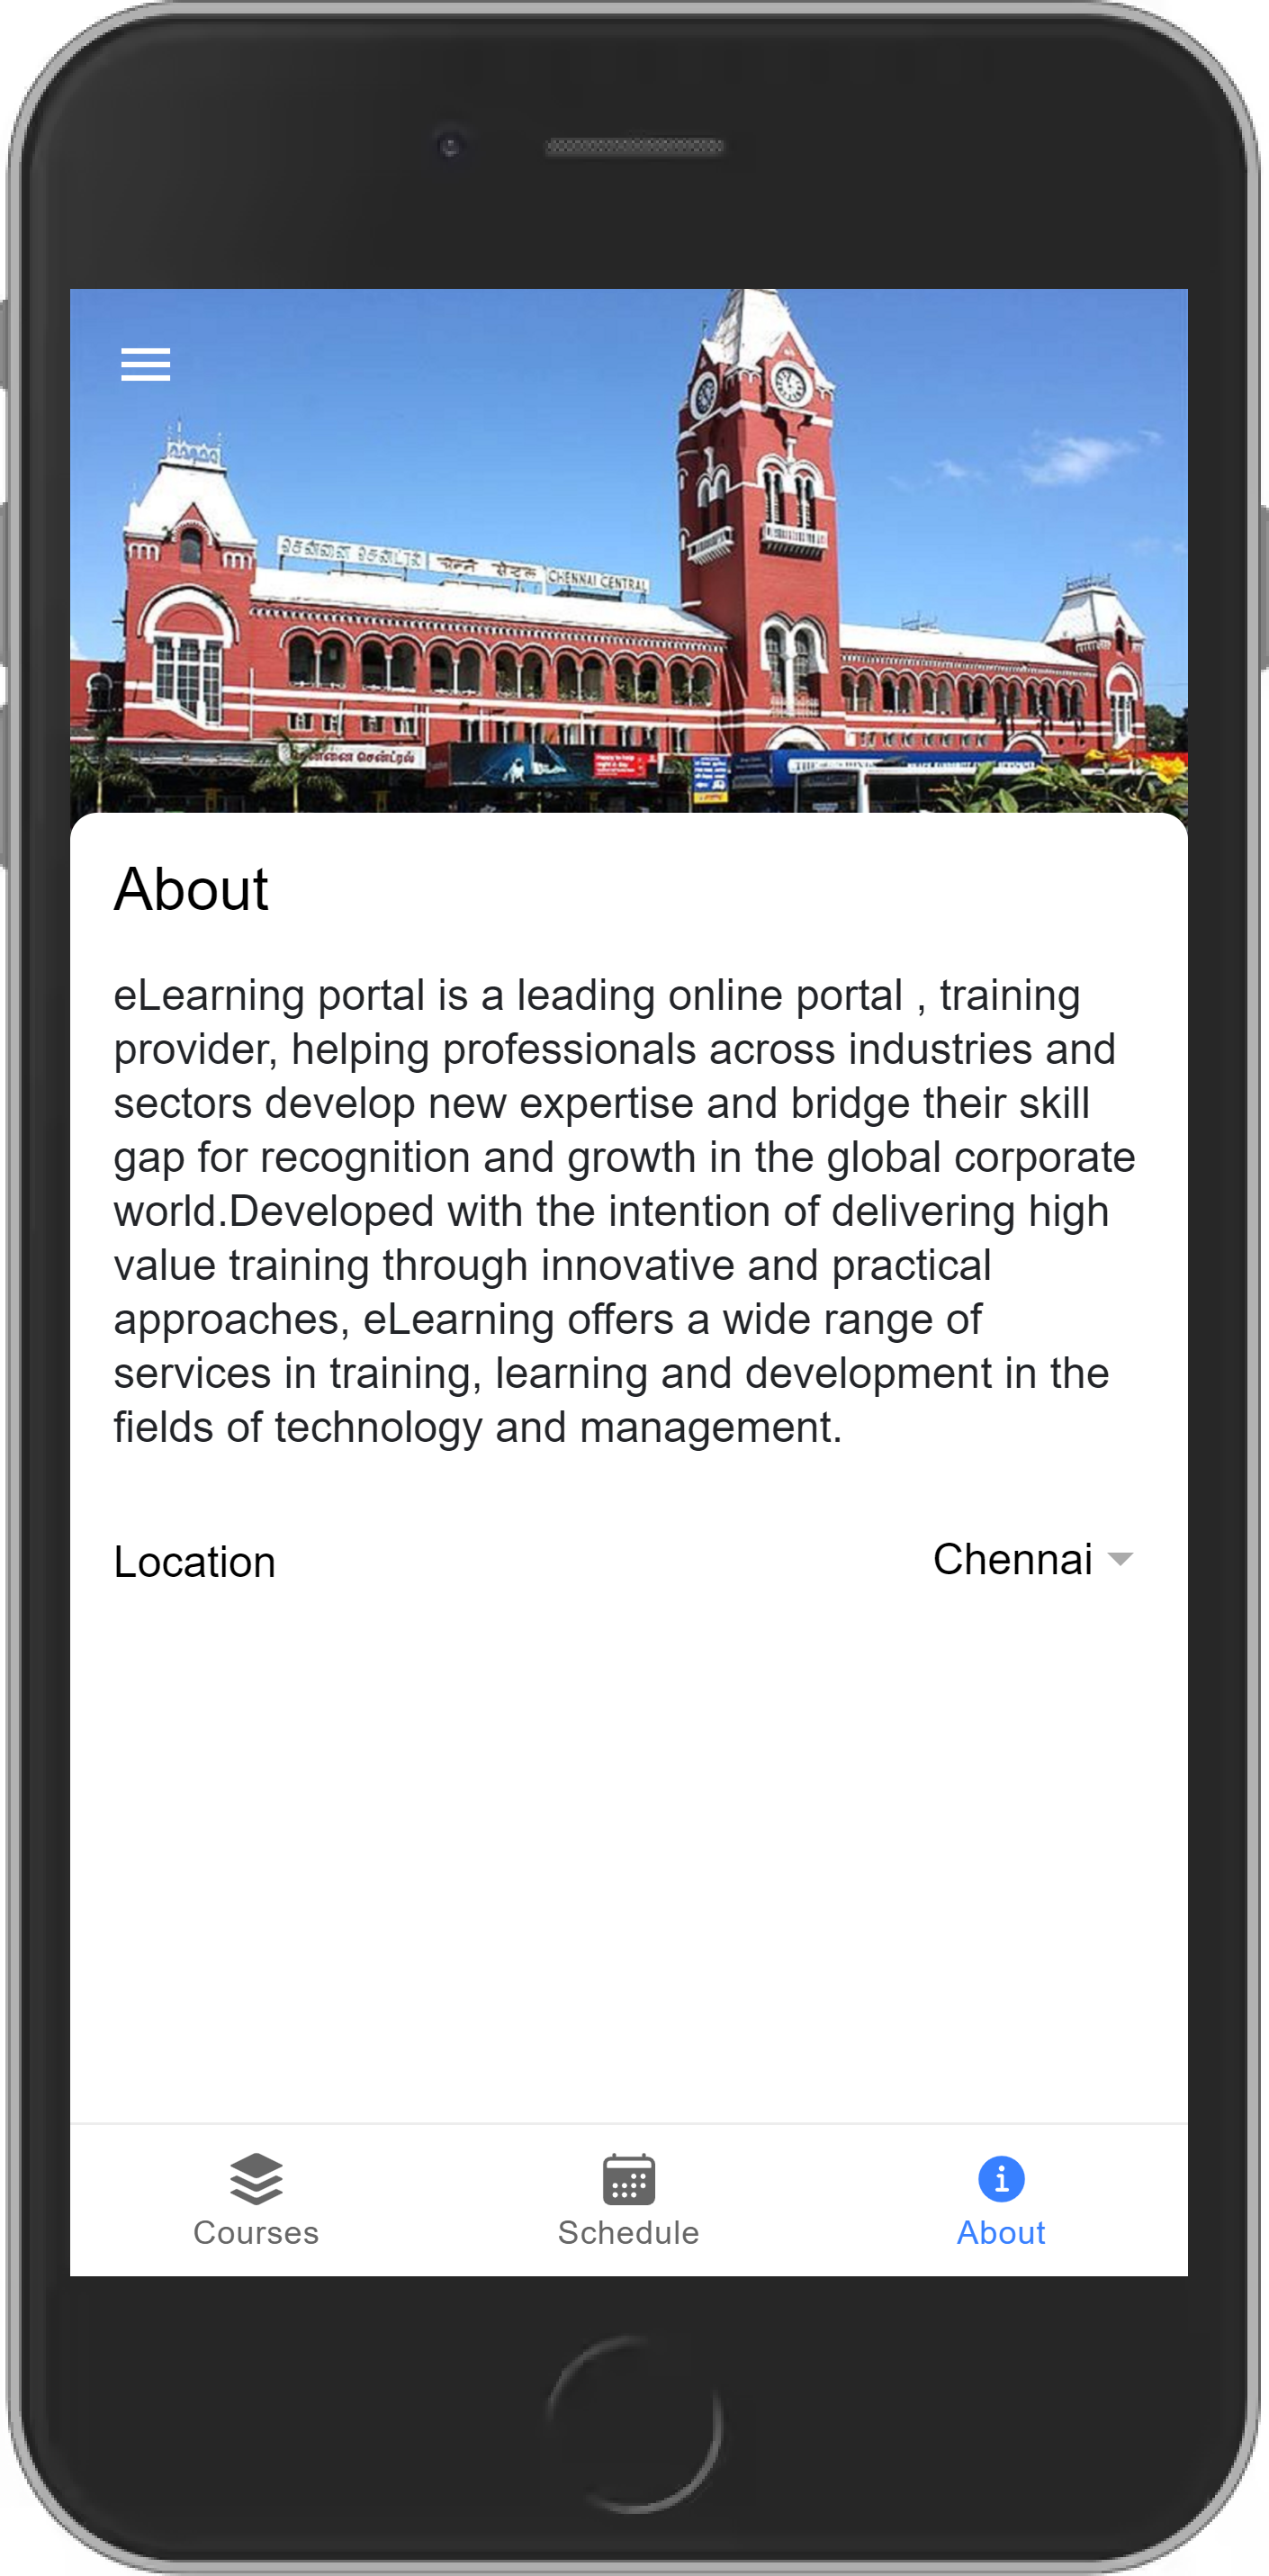 சென்னை சென்ட்ரல் चेन्नै सेंट्रल CHENNAI CENTRAL
சென்ட்ரல்
About
eLearning portal is a leading online portal , training
provider, helping professionals across industries and
sectors develop new expertise and bridge their skill
gap for recognition and growth in the global corporate
world.Developed with the intention of delivering high
value training through innovative and practical
approaches, eLearning offers a wide range of
services in training, learning and development in the
fields of technology and management.
Location
Chennai
Courses
Schedule
About